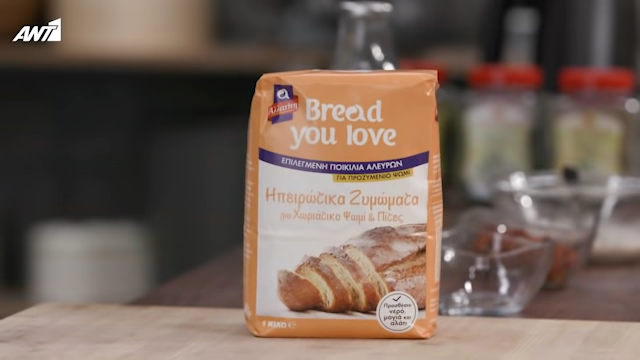 ANT1
Αλλατίνη
Bread
you love
ΕΠΙΛΕΓΜΕΝΗ ΠΟΙΚΙΛΙΑ ΑΛΕΥΡΩΝ
ΓΙΑ ΠΡΟΖΥΜΕΝΙΟ ΨΩΜΙ
Ηπειρώτικα Ζυμώματα
για Χωριάτικο Ψωμί & Πίτες
Προσθέστε
νερό,
μαγιά και
αλάτι
1 ΚΙΛΟ e